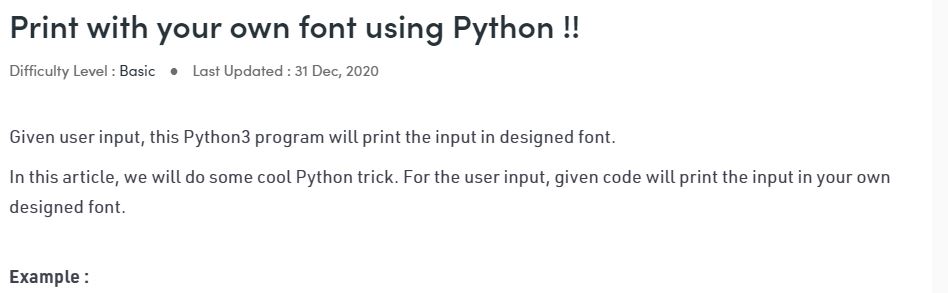 Print with your own font using Python !!
Difficulty Level : Basic ● Last Updated : 31 Dec, 2020
Given user input, this Python3 program will print the input in designed font.
In this article, we will do some cool Python trick. For the user input, given code will print the input in your own
designed font.
Example :